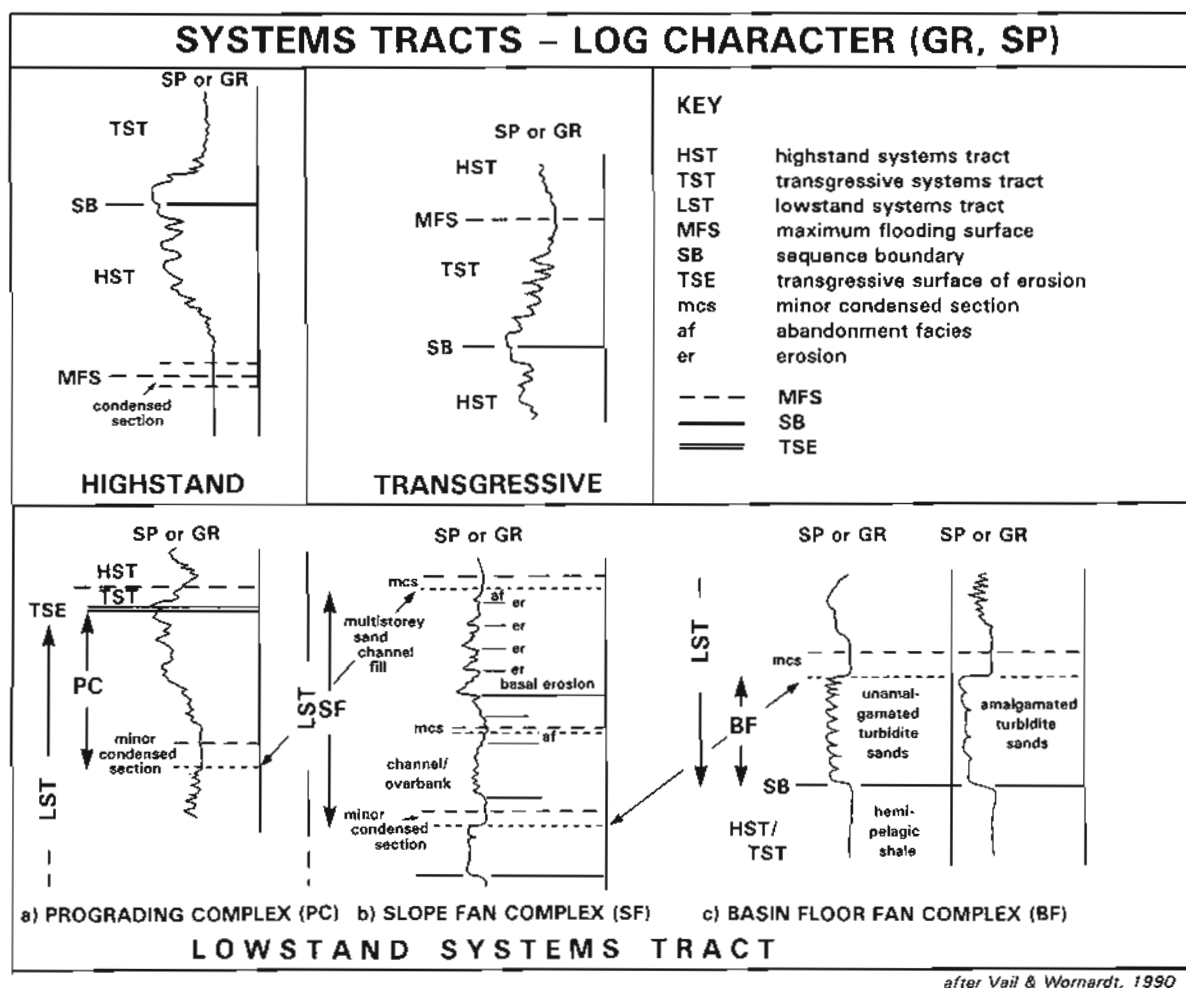 SYSTEMS TRACTS – LOG CHARACTER (GR, SP)
SP or GR
TST
SB
HST
MFS
condensed
section
HIGHSTAND
SP or GR
HST
MFS
TST
SB
HST
TRANSGRESSIVE
KEY
HST highstand systems tract
TST transgressive systems tract
LST lowstand systems tract
MFS maximum flooding surface
SB sequence boundary
TSE transgressive surface of erosion
mcs minor condensed section
af abandonment facies
er erosion
MFS
SB
TSE
SP or GR
HST
TST
TSE
PC
minor
condensed
section
LST
a) PROGRADING COMPLEX (PC)
SP or GR
mcs
af
er
multistorey
sand
channel
fill
er
er
er
basal erosion
LST
SF
mcs
af
channel/
overbank
minor
condensed
section
b) SLOPE FAN COMPLEX (SF)
SP or GR
SP or GR
LST
mcs
BF
unamal-
gamated
turbidite
sands
amalgamated
turbidite
sands
SB
HST/
TST
hemi-
pelagic
shale
c) BASIN FLOOR FAN COMPLEX (BF)
LOWSTAND SYSTEMS TRACT
after Vail & Wornardt, 1990